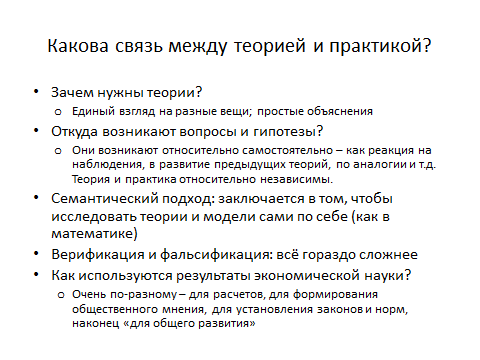 Какова связь между теорией и практикой?
• Зачем нужны теории?
o Единый взгляд на разные вещи; простые объяснения
• Откуда возникают вопросы и гипотезы?
o Они возникают относительно самостоятельно – как реакция на
наблюдения, в развитие предыдущих теорий, по аналогии и т.д.
Теория и практика относительно независимы.
• Семантический подход: заключается в том, чтобы
исследовать теории и модели сами по себе (как в
математике)
• Верификация и фальсификация: всё гораздо сложнее
• Как используются результаты экономической науки?
o Очень по-разному – для расчетов, для формирования
общественного мнения, для установления законов и норм,
наконец «для общего развития»